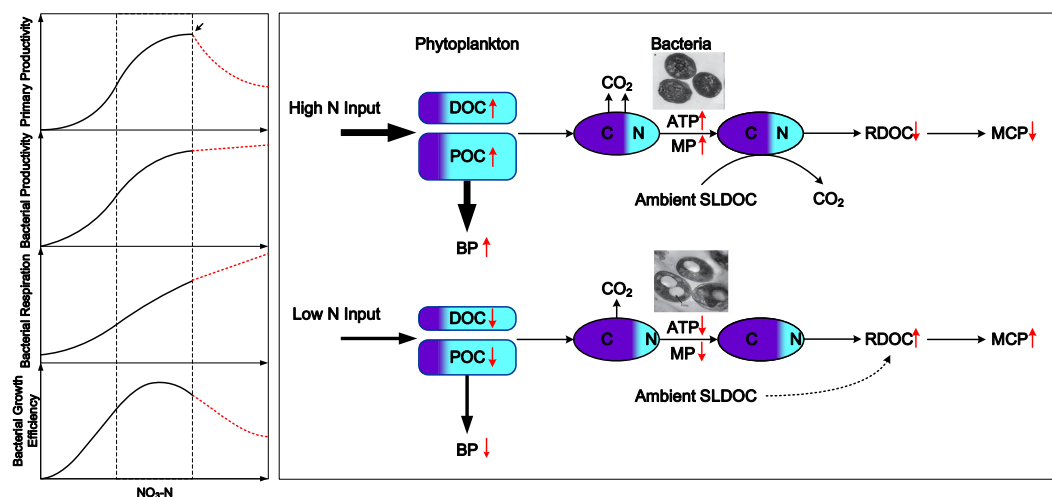 Primary Productivity
Bacterial Productivity
Bacterial Respiration
Bacterial Growth
Efficiency
NO₃-N
Phytoplankton
Bacteria
High N Input
DOC
POC
BP
CO₂
C
N
ATP
MP
Ambient SLDOC
CO₂
RDOC
MCP
Low N Input
DOC
POC
BP
CO₂
C
N
ATP
MP
Ambient SLDOC
RDOC
MCP